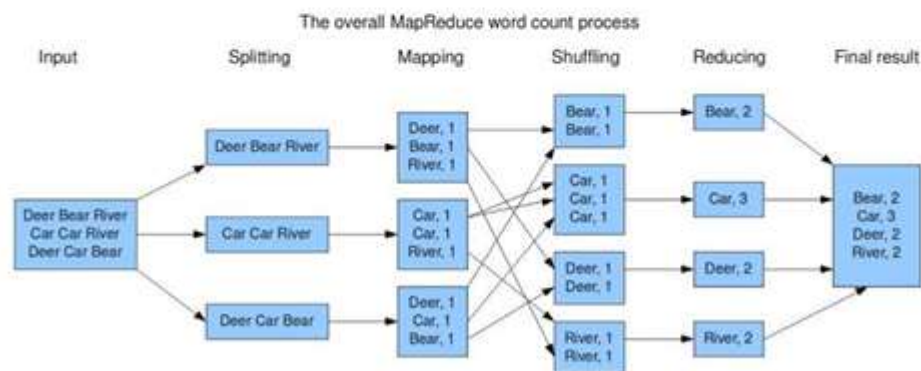 The overall MapReduce word count process
Input
Splitting
Mapping
Shuffling
Reducing
Final result
Deer Bear River
Car Car River
Deer Car Bear
Deer Bear River
Car Car River
Deer Car Bear
Deer, 1
Bear, 1
River, 1
Car, 1
Car, 1
River, 1
Deer, 1
Car, 1
Bear, 1
Bear, 1
Bear, 1
Car, 1
Car, 1
Car, 1
Deer, 1
Deer, 1
River, 1
River, 1
Bear, 2
Car, 3
Deer, 2
River, 2
Bear, 2
Car, 3
Deer, 2
River, 2